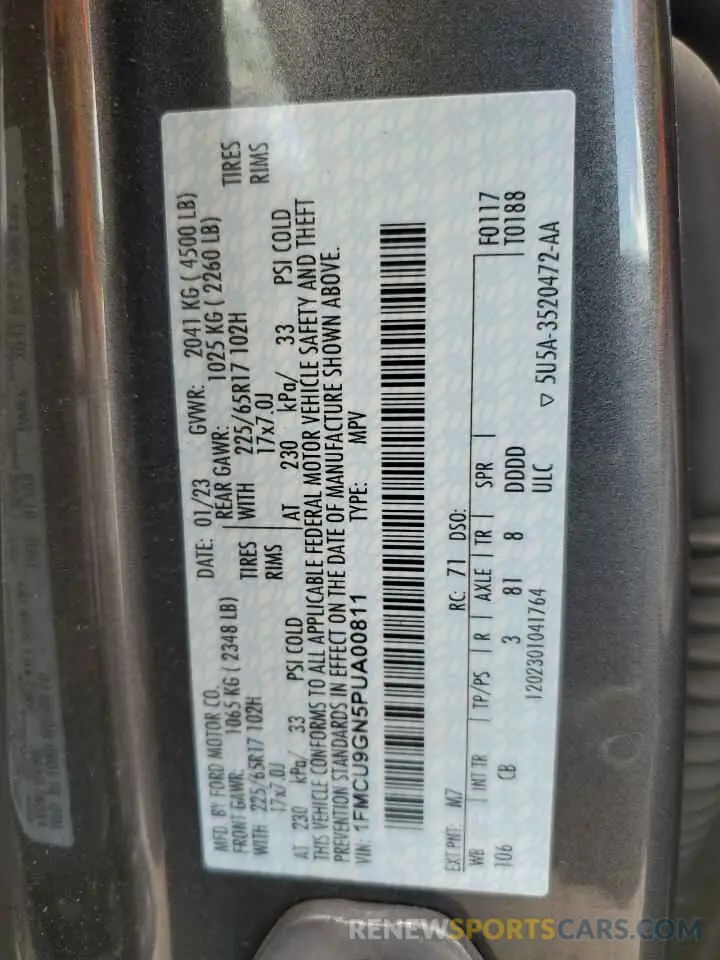 MFD. BY FORD MOTOR CO. DATE: 01/23 GVWR: 2041 KG ( 4500 LB)
FRONT GAWR: 1065 KG ( 2348 LB) REAR GAWR: 1025 KG ( 2260 LB)
WITH 225/65R17 102H TIRES WITH 225/65R17 102H TIRES
17x7.0J RIMS 17x7.0J RIMS
AT 230 kPa/ 33 PSI COLD AT 230 kPa/ 33 PSI COLD
THIS VEHICLE CONFORMS TO ALL APPLICABLE FEDERAL MOTOR VEHICLE SAFETY AND THEFT
PREVENTION STANDARDS IN EFFECT ON THE DATE OF MANUFACTURE SHOWN ABOVE.
VIN: 1FMCU9GN5PUA00811 TYPE: MPV
EXT PNT: M7 RC: 71 DSO: F0117
WB INT TR TP/PS R AXLE TR SPR T0188
106 CB 3 81 8 DDDD
1202301041764 ULC ▽ 5U5A-3520472-AA
RENEWSPORTSCARS.COM